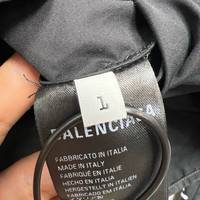 L
BALENCIAGA
FABBRICATO IN ITALIA
MADE IN ITALY
FABRIQUÉ EN ITALIE
HECHO EN ITALIA
HERGESTELLT IN ITALIEN
FABRICADO EM ITÁLIA